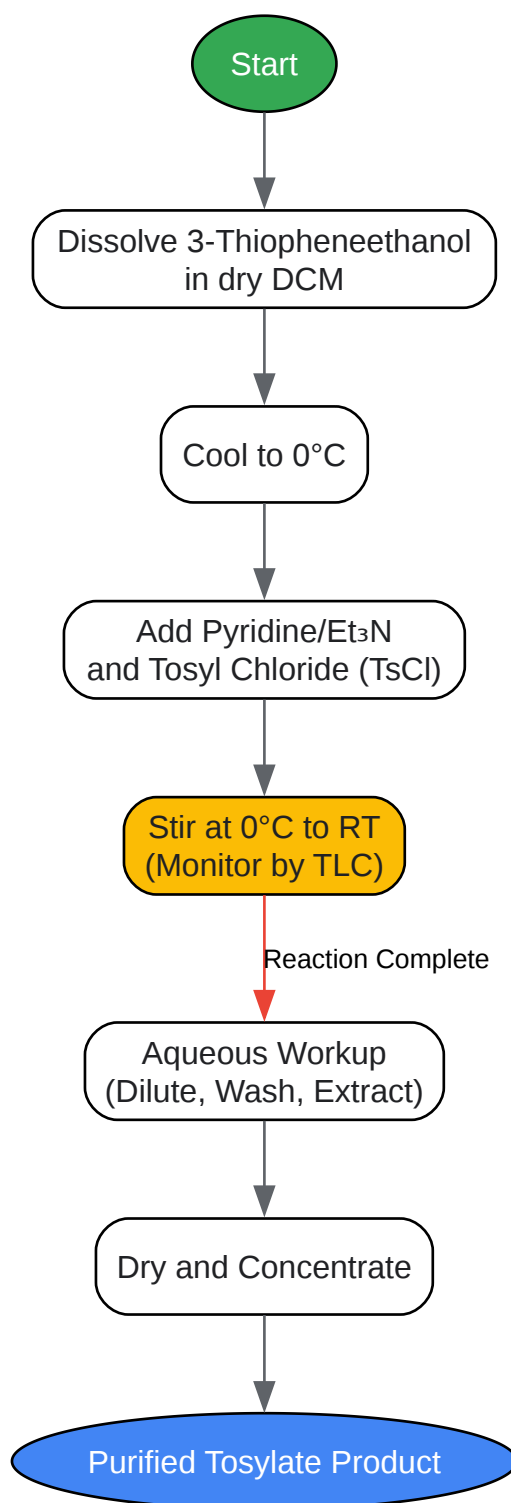 Start
Dissolve 3-Thiopheneethanol
in dry DCM
Cool to 0°C
Add Pyridine/Et₃N
and Tosyl Chloride (TsCl)
Stir at 0°C to RT
(Monitor by TLC)
Reaction Complete
Aqueous Workup
(Dilute, Wash, Extract)
Dry and Concentrate
Purified Tosylate Product